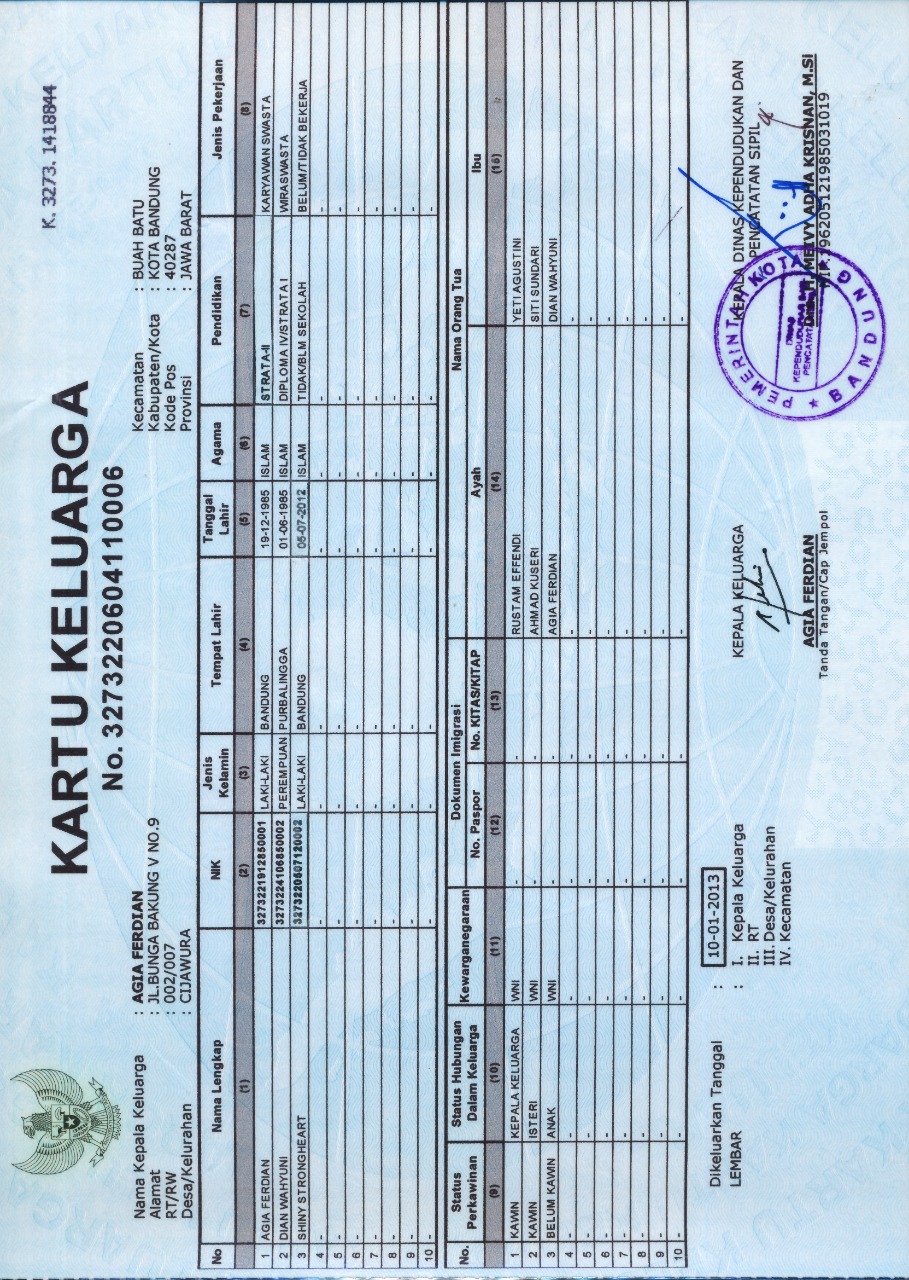 K. 3273. 1418844
KARTU KELUARGA
No. 3273220604110006
Nama Kepala Keluarga : AGIA FERDIAN
Alamat : JL.BUNGA BAKUNG V NO.9
RT/RW : 002/007
Desa/Kelurahan : CIJAWURA
Kecamatan : BUAH BATU
Kabupaten/Kota : KOTA BANDUNG
Kode Pos : 40287
Provinsi : JAWA BARAT
No Nama Lengkap NIK Jenis Kelamin Tempat Lahir Tanggal Lahir Agama Pendidikan Jenis Pekerjaan
(1) (2) (3) (4) (5) (6) (7) (8)
1 AGIA FERDIAN 3273221912850001 LAKI-LAKI BANDUNG 19-12-1985 ISLAM STRATA-II KARYAWAN SWASTA
2 DIAN WAHYUNI 3273224106850002 PEREMPUAN PURBALINGGA 01-06-1985 ISLAM DIPLOMA IV/STRATA I WIRASWASTA
3 SHINY STRONGHEART 3273220507120002 LAKI-LAKI BANDUNG 05-07-2012 ISLAM TIDAK/BLM SEKOLAH BELUM/TIDAK BEKERJA
4 - - - - - - - -
5 - - - - - - - -
6 - - - - - - - -
7 - - - - - - - -
8 - - - - - - - -
9 - - - - - - - -
10 - - - - - - - -
No. Status Perkawinan Status Hubungan Dalam Keluarga Kewarganegaraan Dokumen Imigrasi Nama Orang Tua
No. Paspor No. KITAS/KITAP Ayah Ibu
(9) (10) (11) (12) (13) (14) (15)
1 KAWIN KEPALA KELUARGA WNI - - RUSTAM EFFENDI YETI AGUSTINI
2 KAWIN ISTERI WNI - - AHMAD KUSERI SITI SUNDARI
3 BELUM KAWIN ANAK WNI - - AGIA FERDIAN DIAN WAHYUNI
4 - - - - - - -
5 - - - - - - -
6 - - - - - - -
7 - - - - - - -
8 - - - - - - -
9 - - - - - - -
10 - - - - - - -
Dikeluarkan Tanggal : 10-01-2013
LEMBAR : I. Kepala Keluarga
II. RT
III. Desa/Kelurahan
IV. Kecamatan
KEPALA KELUARGA
AGIA FERDIAN
Tanda Tangan/Cap Jempol
KEPALA DINAS KEPENDUDUKAN DAN
PENCATATAN SIPIL
MEIVY ADHA KRISNAN, M.Si
NIP.196205121985031019
PEMERINTAH KOTA
BANDUNG
DINAS
KEPENDUDUKAN DAN